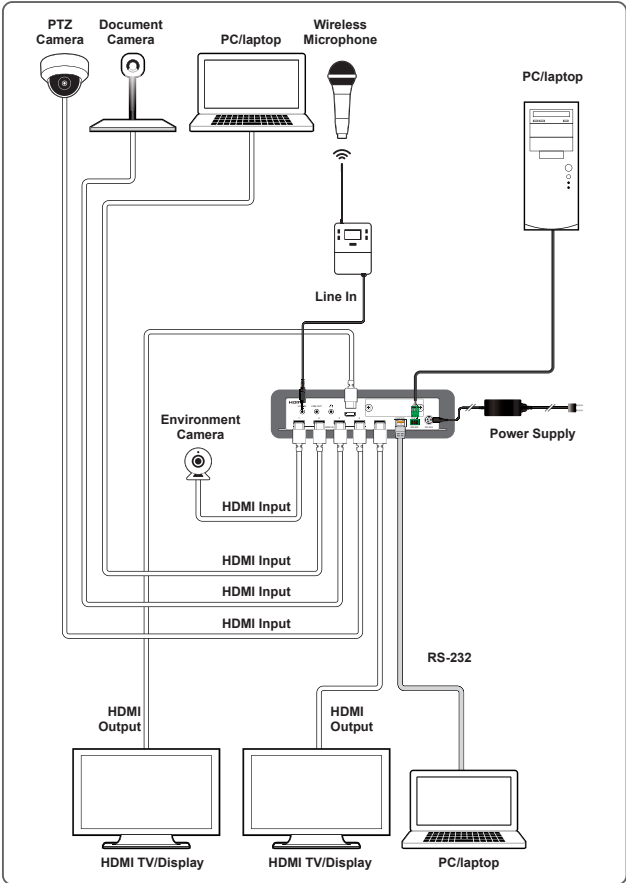 PTZ
Camera
Document
Camera
PC/laptop
Wireless
Microphone
PC/laptop
Line In
Environment
Camera
Power Supply
HDMI Input
HDMI Input
HDMI Input
HDMI Input
RS-232
HDMI
Output
HDMI
Output
HDMI TV/Display
HDMI TV/Display
PC/laptop